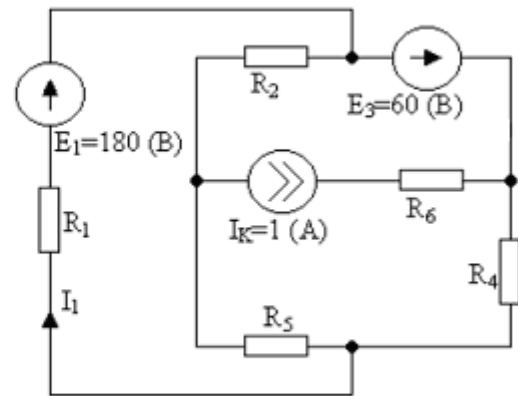 R₂
E₃=60 (В)
E₁=180 (В)
R₁
Iₖ=1 (А)
R₆
R₄
I₁
R₅